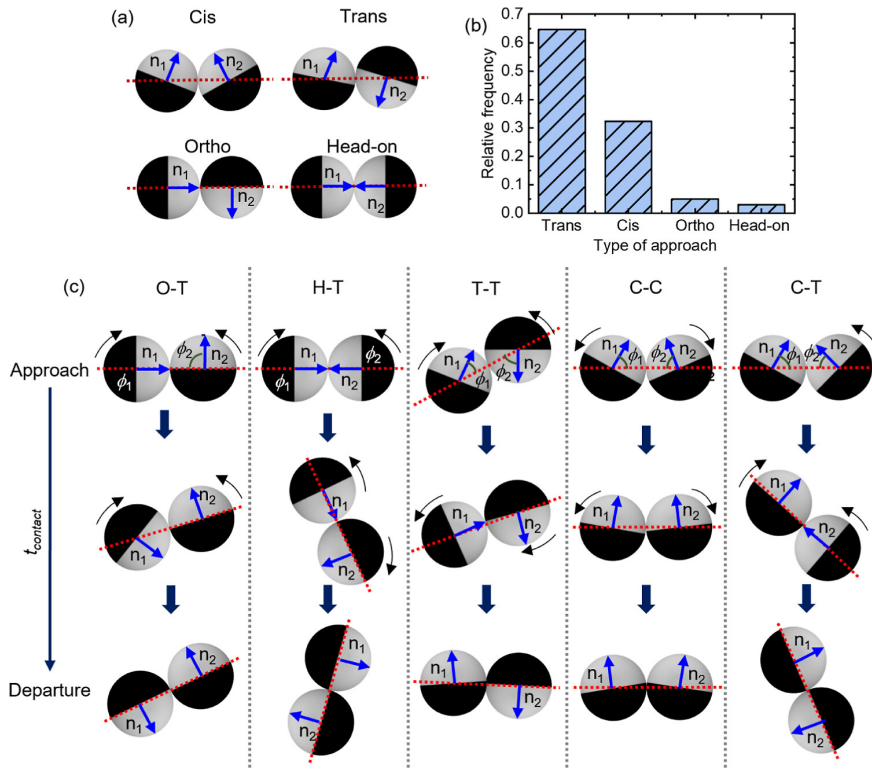 (a)
Cis
Trans
n1 n2
n1 n2
Ortho
Head-on
n1 n2
n1 n2
(b)
Relative frequency
0.7
0.6
0.4
0.3
0.1
0.0
Trans Cis Ortho Head-on
Type of approach
(c)
O-T H-T T-T C-C C-T
Approach
ϕ1 n1 ϕ2 n2
ϕ1 n1 n2 ϕ2
n1 ϕ1 ϕ2 n2
n1 ϕ1 ϕ2 n2 2
n1 ϕ1 ϕ2 n2
tcontact
n1 n2
n1 n2
n1 n2
n1 n2
n1 n2
Departure
n1 n2
n1 n2
n1 n2
n1 n2
n1 n2